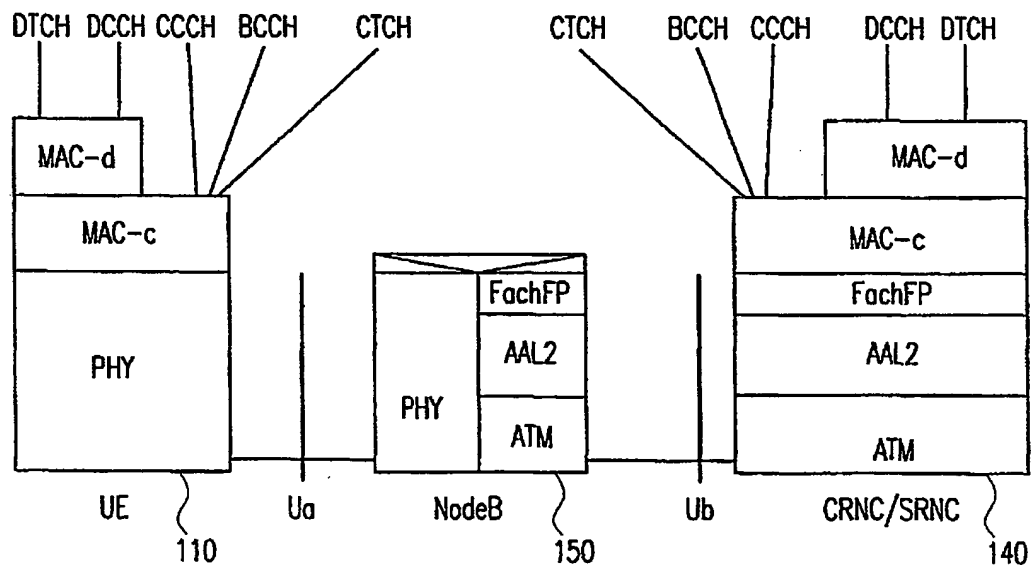 DTCH DCCH CCCH BCCH CTCH CTCH BCCH CCCH DCCH DTCH
MAC-d MAC-d
MAC-c MAC-c
FachFP FachFP
PHY AAL2 AAL2
PHY ATM ATM
UE Ua NodeB Ub CRNC/SRNC
110 150 140